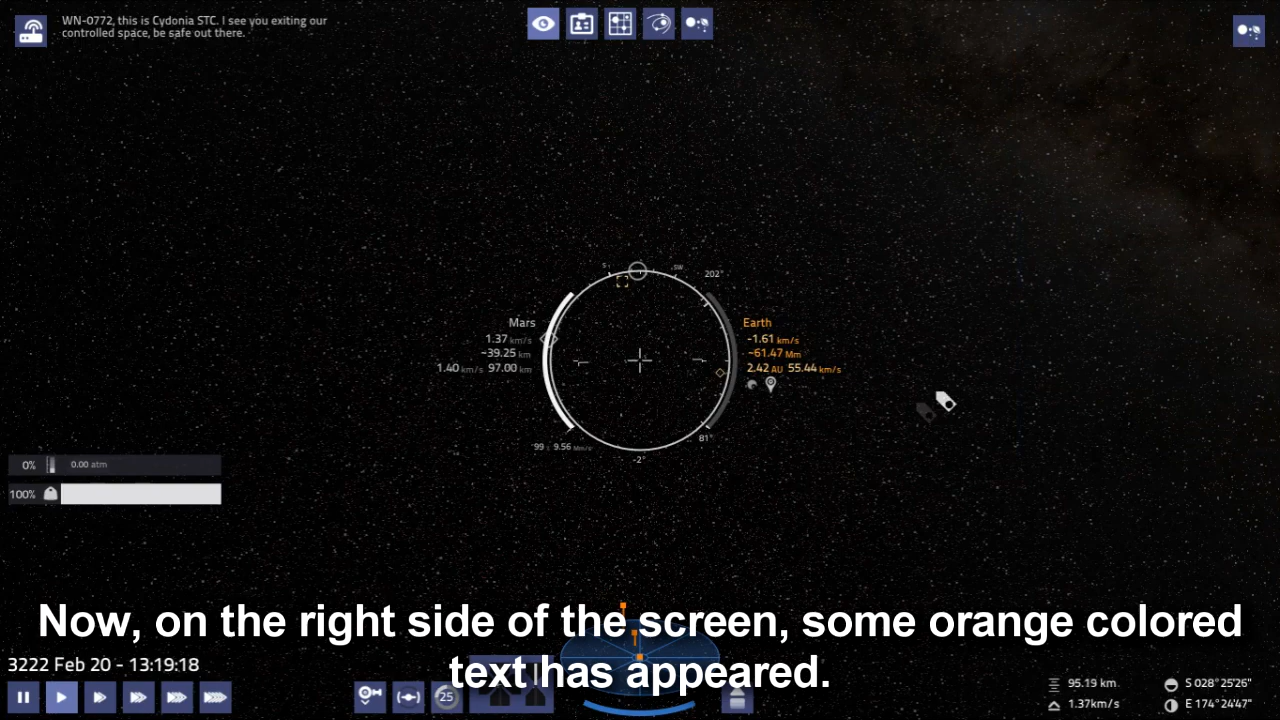 WN-0772, this is Cydonia STC. I see you exiting our
controlled space, be safe out there.
S
SW
202°
Mars
Earth
1.37 km/s
-1.61 km/s
-39.25 km
-61.47 Mm
1.40 km/s 97.00 km
2.42 AU 55.44 km/s
81°
99 9.56 Mm/s
-2°
0% 0.00 atm
100%
Now, on the right side of the screen, some orange colored
text has appeared.
3222 Feb 20 - 13:19:18
25
95.19 km
S 028°25'26"
1.37km/s
E 174°24'47"